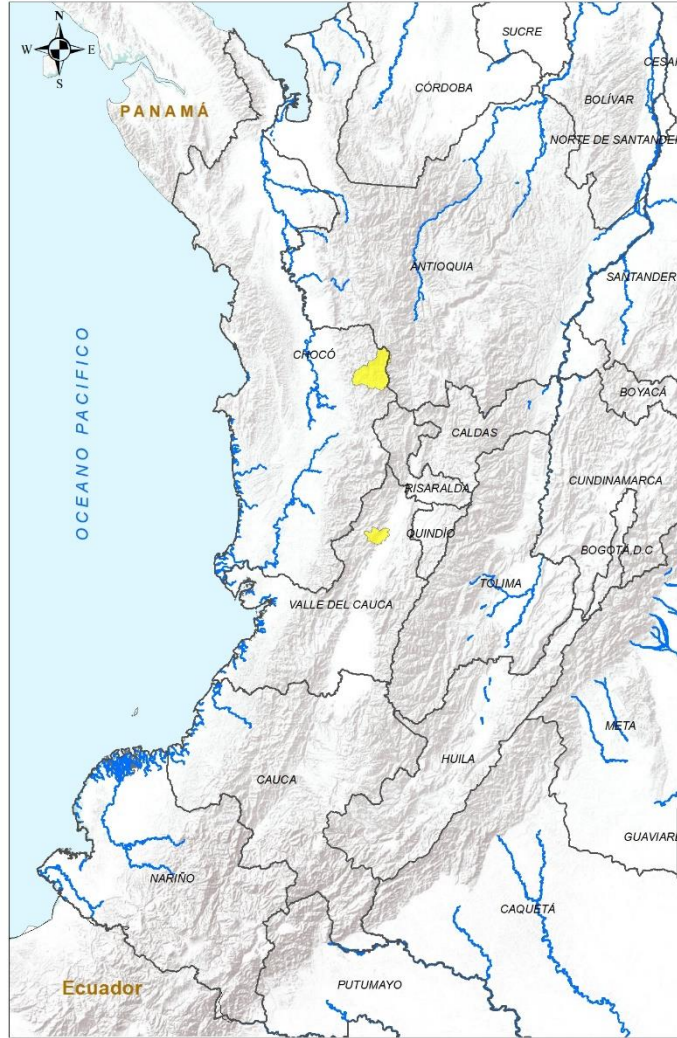 N
W E
S
SUCRE
CESAR
CÓRDOBA
BOLÍVAR
PANAMÁ
NORTE DE SANTANDER
ANTIOQUIA
SANTANDER
CHOCÓ
OCEANO PACIFICO
BOYACÁ
CALDAS
CUNDINAMARCA
RISARALDA
QUINDÍO
BOGOTÁ, D.C
TOLIMA
VALLE DEL CAUCA
META
HUILA
CAUCA
GUAVIARE
NARIÑO
CAQUETÁ
Ecuador
PUTUMAYO